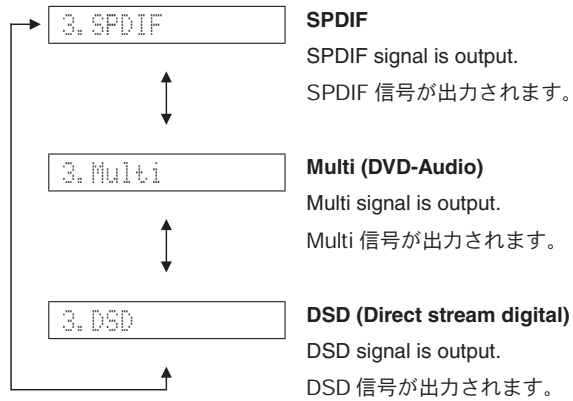 3.SPDIF
SPDIF
SPDIF signal is output.
SPDIF 信号が出力されます。
3.Multi
Multi (DVD-Audio)
Multi signal is output.
Multi 信号が出力されます。
3.DSD
DSD (Direct stream digital)
DSD signal is output.
DSD 信号が出力されます。